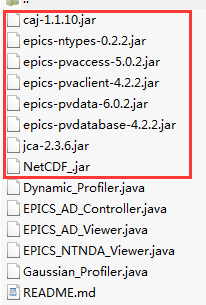 ..
caj-1.1.10.jar
epics-ntypes-0.2.2.jar
epics-pvaccess-5.0.2.jar
epics-pvaclient-4.2.2.jar
epics-pvdata-6.0.2.jar
epics-pvdatabase-4.2.2.jar
jca-2.3.6.jar
NetCDF_.jar
Dynamic_Profiler.java
EPICS_AD_Controller.java
EPICS_AD_Viewer.java
EPICS_NTNDA_Viewer.java
Gaussian_Profiler.java
README.md